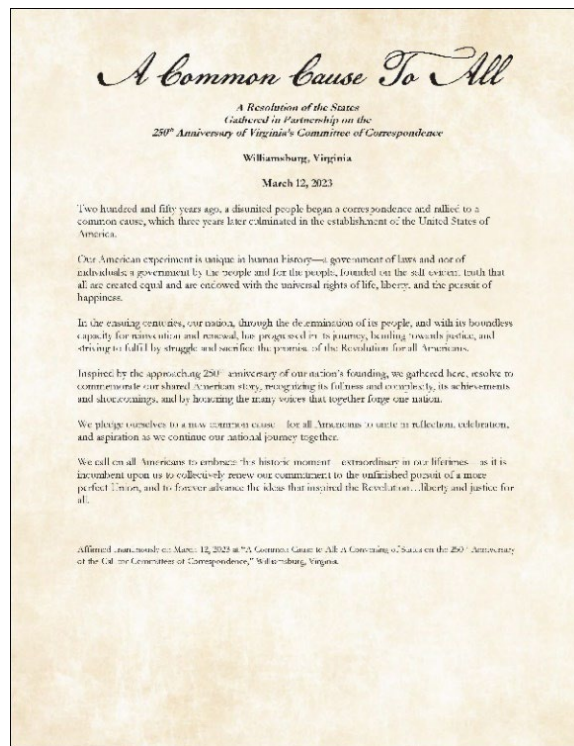 A Common Cause To All
A Resolution of the States
Gathered in Partnership on the
250th Anniversary of Virginia's Committee of Correspondence
Williamsburg, Virginia
March 12, 2023
Two hundred and fifty years ago, a disunited people began a correspondence and rallied to a
common cause, which three years later culminated in the establishment of the United States of
America.
Our American experiment is unique in human history—a government of laws and not of
individuals; a government by the people and for the people, founded on the self-evident truth that
all are created equal and are endowed with the universal rights of life, liberty, and the pursuit of
happiness.
In the ensuing centuries, our nation, through the determination of its people, and with its boundless
capacity for reinvention and renewal, has progressed in its journey, bending towards justice, and
striving to fulfill by struggle and sacrifice the promise of the Revolution for all Americans.
Inspired by the approaching 250th anniversary of our nation's founding, we gathered here, resolve to
commemorate our shared American story, recognizing its fullness and complexity, its achievements
and shortcomings, and by honoring the many voices that together forge one nation.
We pledge ourselves to a new common cause—for all Americans to unite in reflection, celebration,
and aspiration as we continue our national journey together.
We call on all Americans to embrace this historic moment—extraordinary in our lifetimes—as it is
incumbent upon us to collectively renew our commitment to the unfinished pursuit of a more
perfect Union, and to forever advance the ideas that inspired the Revolution…liberty and justice for
all.
Affirmed unanimously on March 12, 2023 at "A Common Cause to All: A Convening of States on the 250th Anniversary
of the Call for Committees of Correspondence," Williamsburg, Virginia.